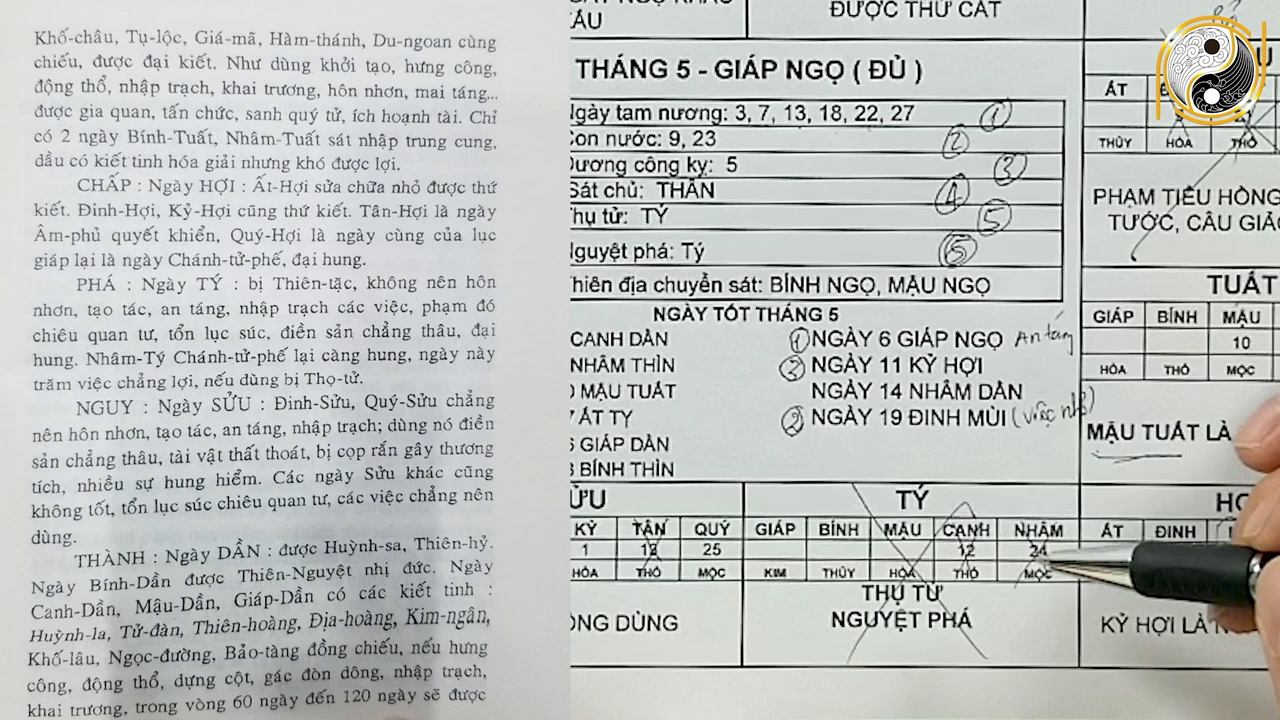 Khố-châu, Tụ-lộc, Giá-mã, Hàm-thánh, Du-ngoan cùng
chiếu, được đại kiết. Như dùng khởi tạo, hưng công,
động thổ, nhập trạch, khai trương, hôn nhơn, mai táng...
được gia quan, tấn chức, sanh quý tử, ích hoạnh tài. Chỉ
có 2 ngày Bính-Tuất, Nhâm-Tuất sát nhập trung cung,
dầu có kiết tinh hóa giải nhưng khó được lợi.
CHẤP : Ngày HỢI : Ất-Hợi sửa chữa nhỏ được thứ
kiết. Đinh-Hợi, Kỷ-Hợi cũng thứ kiết. Tân-Hợi là ngày
Âm-phủ quyết khiển, Quý-Hợi là ngày cùng của lục
giáp lại là ngày Chánh-tử-phế, đại hung.
PHÁ : Ngày TÝ : bị Thiên-tặc, không nên hôn
nhơn, tạo tác, an táng, nhập trạch các việc, phạm đó
chiêu quan tư, tổn lục súc, điền sản chẳng thâu, đại
hung. Nhâm-Tý Chánh-tử-phế lại càng hung, ngày này
trăm việc chẳng lợi, nếu dùng bị Thọ-tử.
NGUY : Ngày SỬU : Đinh-Sửu, Quý-Sửu chẳng
nên hôn nhơn, tạo tác, an táng, nhập trạch; dùng nó điền
sản chẳng thâu, tài vật thất thoát, bị cọp rắn gây thương
tích, nhiều sự hung hiểm. Các ngày Sửu khác cũng
không tốt, tổn lục súc chiêu quan tư, các việc chẳng nên
dùng.
THÀNH : Ngày DẦN : được Huỳnh-sa, Thiên-hỷ.
Ngày Bính-Dần được Thiên-Nguyệt nhị đức. Ngày
Canh-Dần, Mậu-Dần, Giáp-Dần có các kiết tinh :
Huỳnh-la, Tử-đàn, Thiên-hoàng, Địa-hoàng, Kim-ngân,
Khố-lâu, Ngọc-đường, Bảo-tàng đồng chiếu, nếu hưng
công, động thổ, dựng cột, gác đòn dông, nhập trạch,
khai trương, trong vòng 60 ngày đến 120 ngày sẽ được
ĐƯỢC THỨ CÁT
THÁNG 5 - GIÁP NGỌ ( ĐỦ )
Ngày tam nương: 3, 7, 13, 18, 22, 27 1
Con nước: 9, 23 2
Dương công kỵ: 5 3
Sát chủ: THÂN 4
Thụ tử: TÝ 5
Nguyệt phá: Tý 5
Thiên địa chuyển sát: BÍNH NGỌ, MẬU NGỌ
NGÀY TỐT THÁNG 5
CANH DẦN 1 NGÀY 6 GIÁP NGỌ An táng
NHÂM THÌN 2 NGÀY 11 KỶ HỢI
MẬU TUẤT NGÀY 14 NHÂM DẦN
ẤT TỴ 2 NGÀY 19 ĐINH MÙI (việc nhỏ)
GIÁP DẦN
BÍNH THÌN
TÝ
KỶ TÂN QUÝ GIÁP BÍNH MẬU CANH NHÂM ẤT ĐINH
1 13 25 12 24
HỎA THỔ MỘC KIM THỦY HỎA THỔ MỘC
DÙNG
THỤ TỬ
NGUYỆT PHÁ
KỶ HỢI LÀ
ẤT
THỦY HỎA THỔ
PHẠM TIỂU HỒNG
TƯỚC, CÂU GIẢO
TUẤT
GIÁP BÍNH MẬU
10
HỎA THỔ MỘC
MẬU TUẤT LÀ